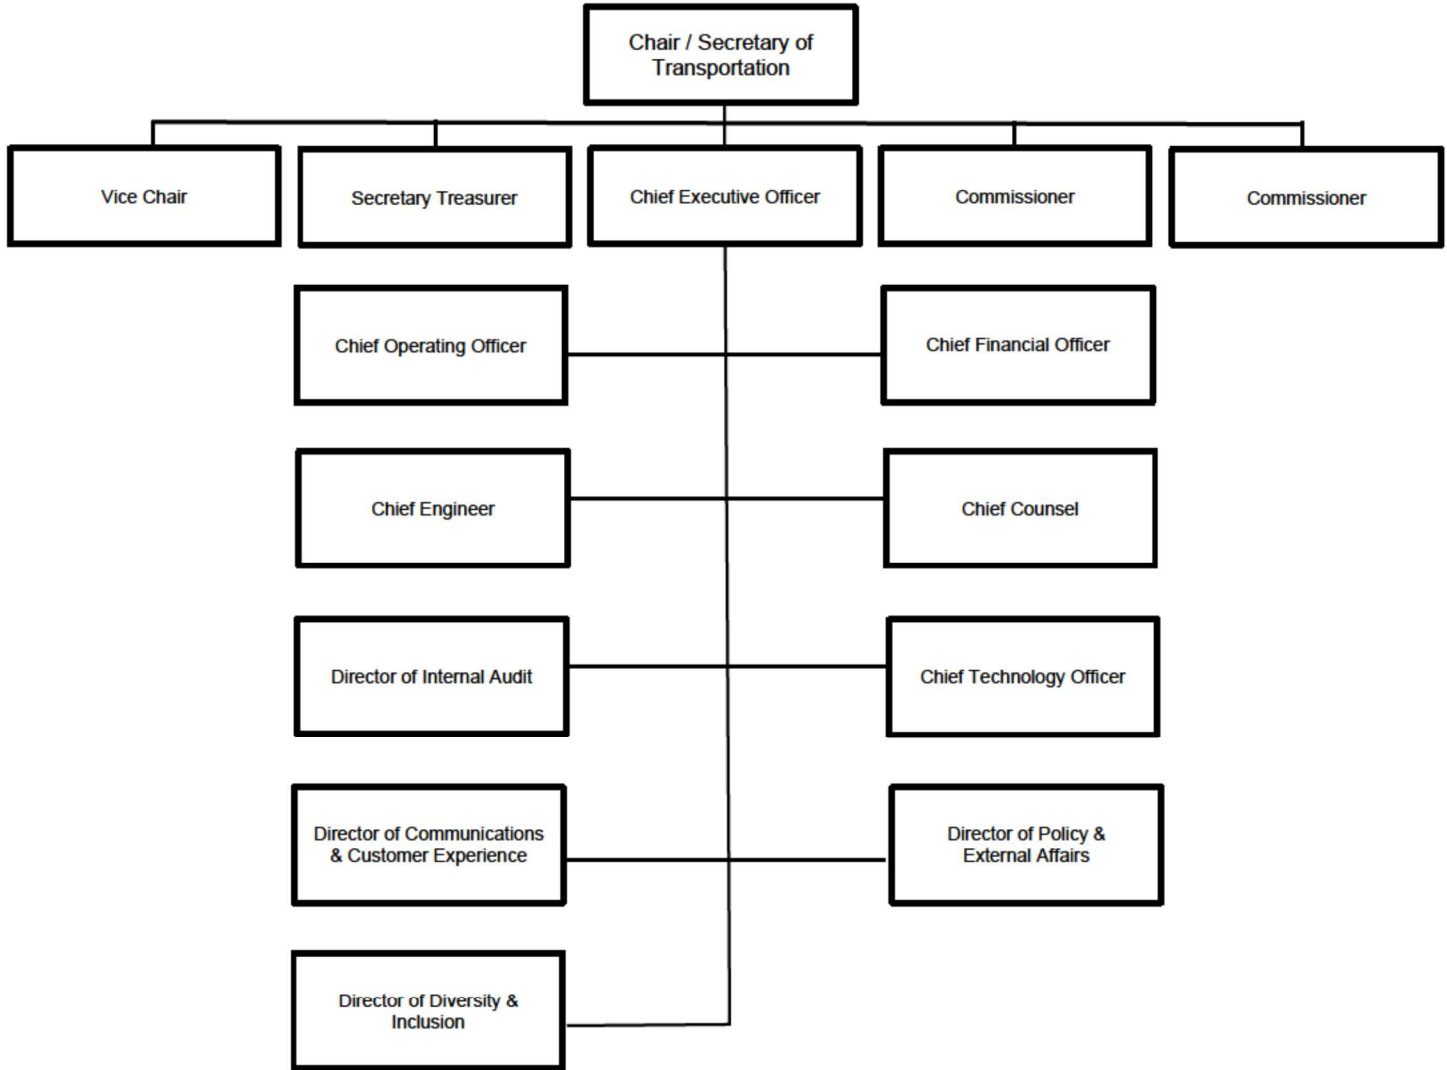 Chair / Secretary of
Transportation
Vice Chair
Secretary Treasurer
Chief Executive Officer
Commissioner
Commissioner
Chief Operating Officer
Chief Financial Officer
Chief Engineer
Chief Counsel
Director of Internal Audit
Chief Technology Officer
Director of Communications
& Customer Experience
Director of Policy &
External Affairs
Director of Diversity &
Inclusion